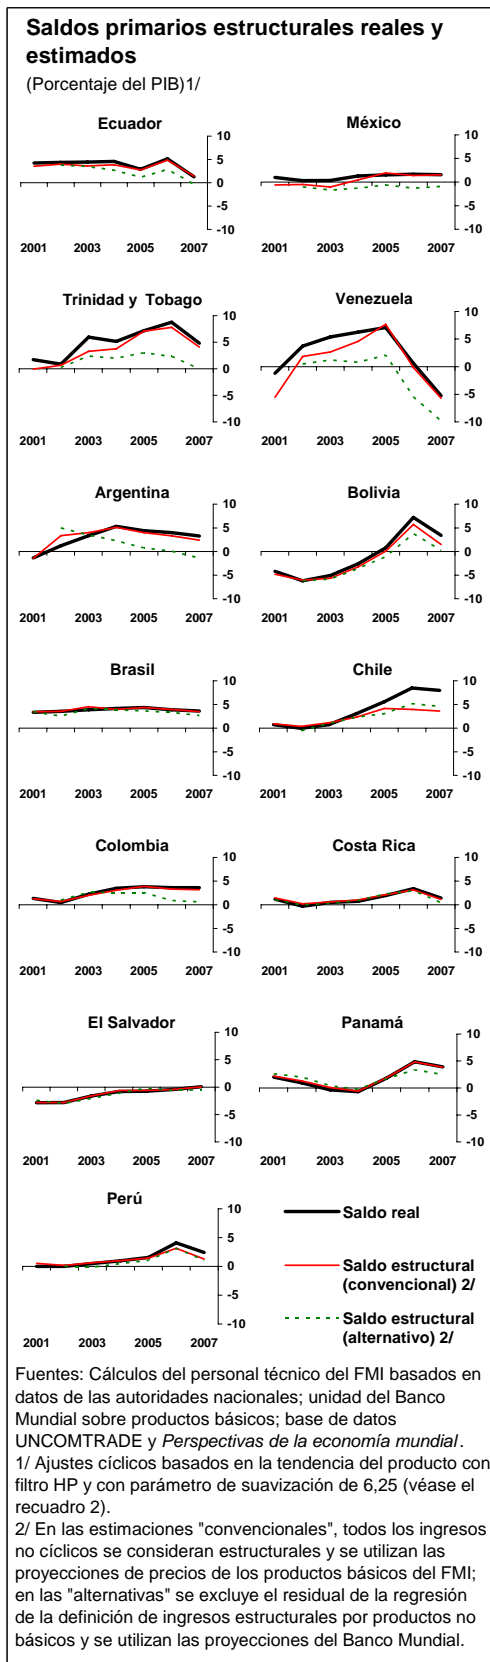 Saldos primarios estructurales reales y
estimados
(Porcentaje del PIB)1/
Ecuador
10
5
0
-5
-10
2001 2003 2005 2007
México
10
5
0
-5
-10
2001 2003 2005 2007
Trinidad y Tobago
10
5
0
-5
-10
2001 2003 2005 2007
Venezuela
10
5
0
-5
-10
2001 2003 2005 2007
Argentina
10
5
0
-5
-10
2001 2003 2005 2007
Bolivia
10
5
0
-5
-10
2001 2003 2005 2007
Brasil
10
5
0
-5
-10
2001 2003 2005 2007
Chile
10
5
0
-5
-10
2001 2003 2005 2007
Colombia
10
5
0
-5
-10
2001 2003 2005 2007
Costa Rica
10
5
0
-5
-10
2001 2003 2005 2007
El Salvador
10
5
0
-5
-10
2001 2003 2005 2007
Panamá
10
5
0
-5
-10
2001 2003 2005 2007
Perú
10
5
0
-5
-10
2001 2003 2005 2007
Saldo real
Saldo estructural
(convencional) 2/
Saldo estructural
(alternativo) 2/
Fuentes: Cálculos del personal técnico del FMI basados en
datos de las autoridades nacionales; unidad del Banco
Mundial sobre productos básicos; base de datos
UNCOMTRADE y Perspectivas de la economía mundial.
1/ Ajustes cíclicos basados en la tendencia del producto con
filtro HP y con parámetro de suavización de 6,25 (véase el
recuadro 2).
2/ En las estimaciones "convencionales", todos los ingresos
no cíclicos se consideran estructurales y se utilizan las
proyecciones de precios de los productos básicos del FMI;
en las "alternativas" se excluye el residual de la regresión
de la definición de ingresos estructurales por productos no
básicos y se utilizan las proyecciones del Banco Mundial.